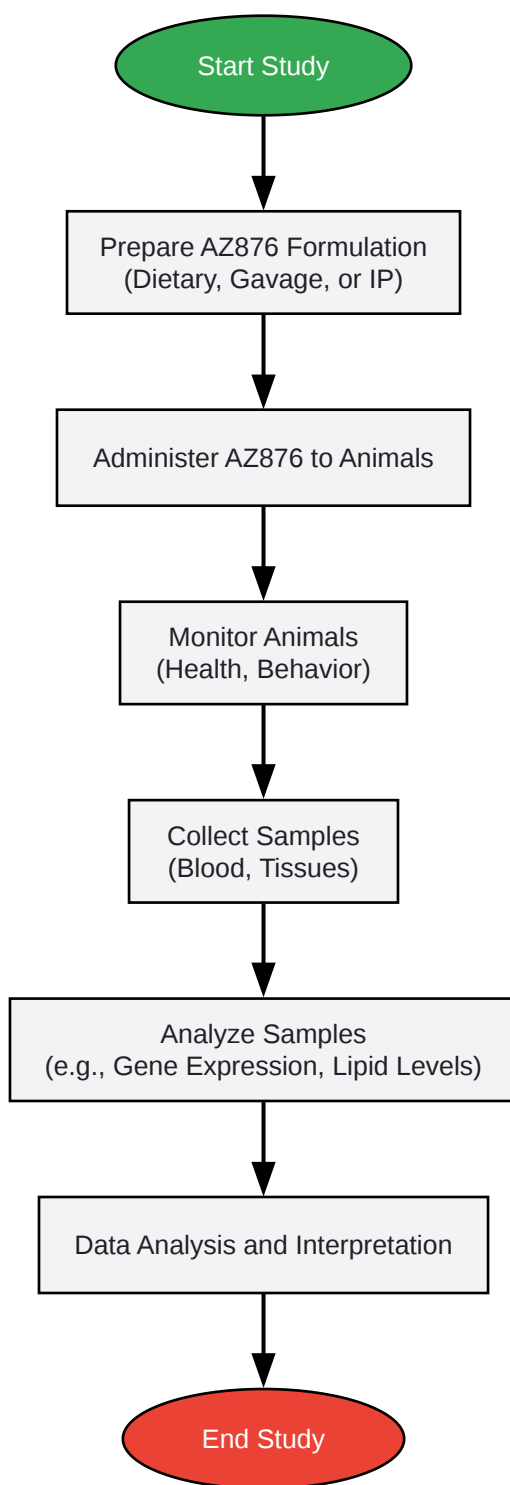 Start Study
Prepare AZ876 Formulation
(Dietary, Gavage, or IP)
Administer AZ876 to Animals
Monitor Animals
(Health, Behavior)
Collect Samples
(Blood, Tissues)
Analyze Samples
(e.g., Gene Expression, Lipid Levels)
Data Analysis and Interpretation
End Study